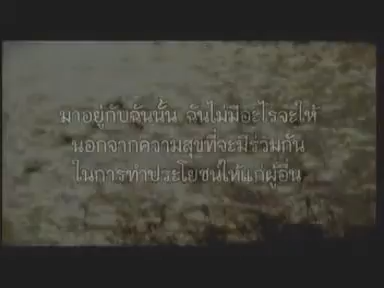 มาอยู่กับฉันนั้น ฉันไม่มีอะไรจะให้
นอกจากความสุขที่จะมีร่วมกัน
ในการทำประโยชน์ให้แก่ผู้อื่น